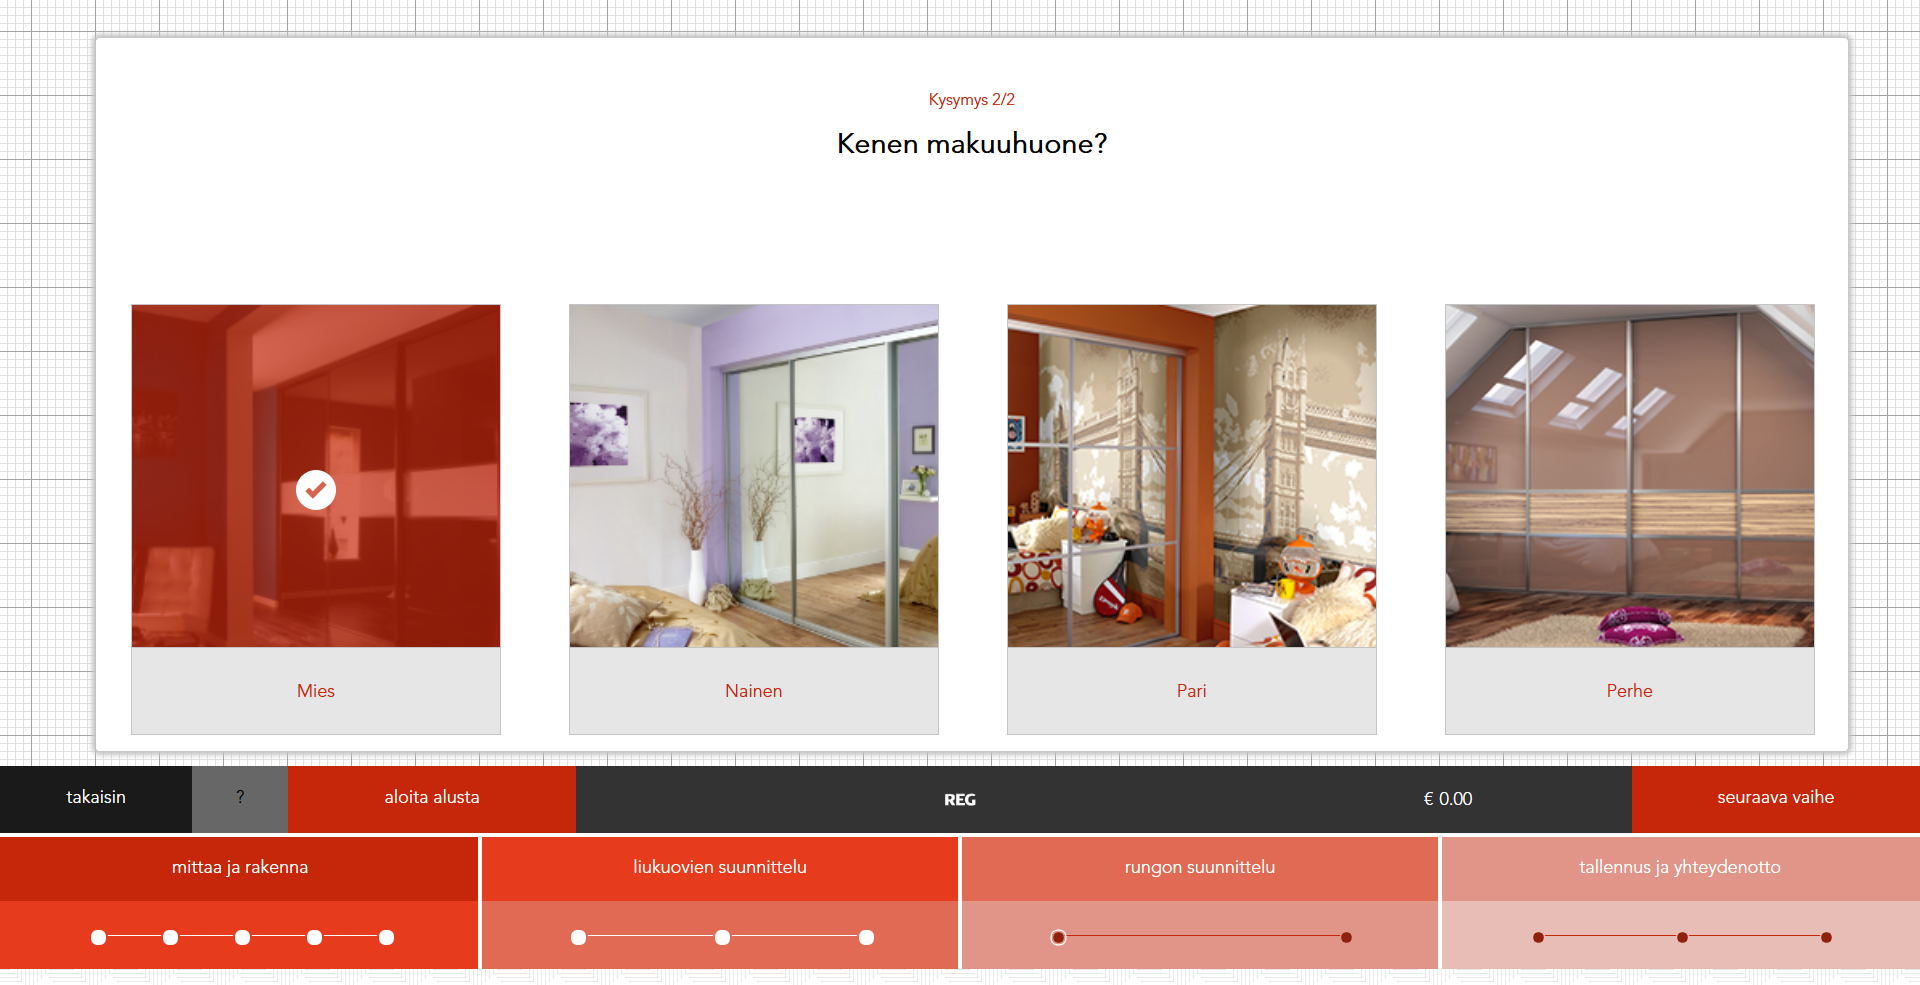 Kysymys 2/2
Kenen makuuhuone?
Mies
Nainen
Pari
Perhe
takaisin
?
aloita alusta
REG
€ 0.00
seuraava vaihe
mittaa ja rakenna
liukuovien suunnittelu
rungon suunnittelu
tallennus ja yhteydenotto